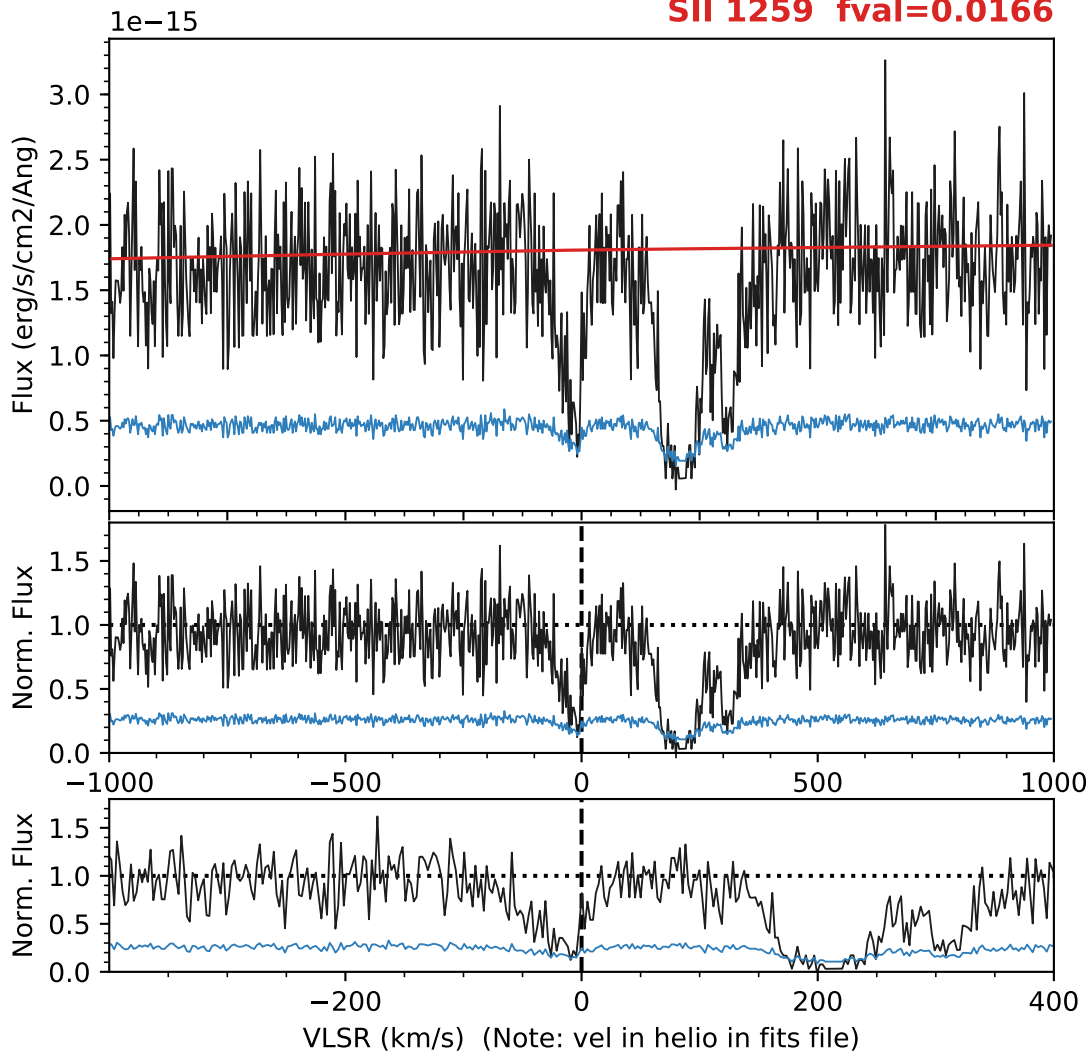 SII 1259 fval=0.0166
1e−15
3.0
2.5
2.0
1.5
1.0
0.5
0.0
Flux (erg/s/cm2/Ang)
1.5
1.0
0.5
0.0
Norm. Flux
−1000 −500 0 500 1000
1.5
1.0
0.5
0.0
Norm. Flux
−200 0 200 400
VLSR (km/s) (Note: vel in helio in fits file)